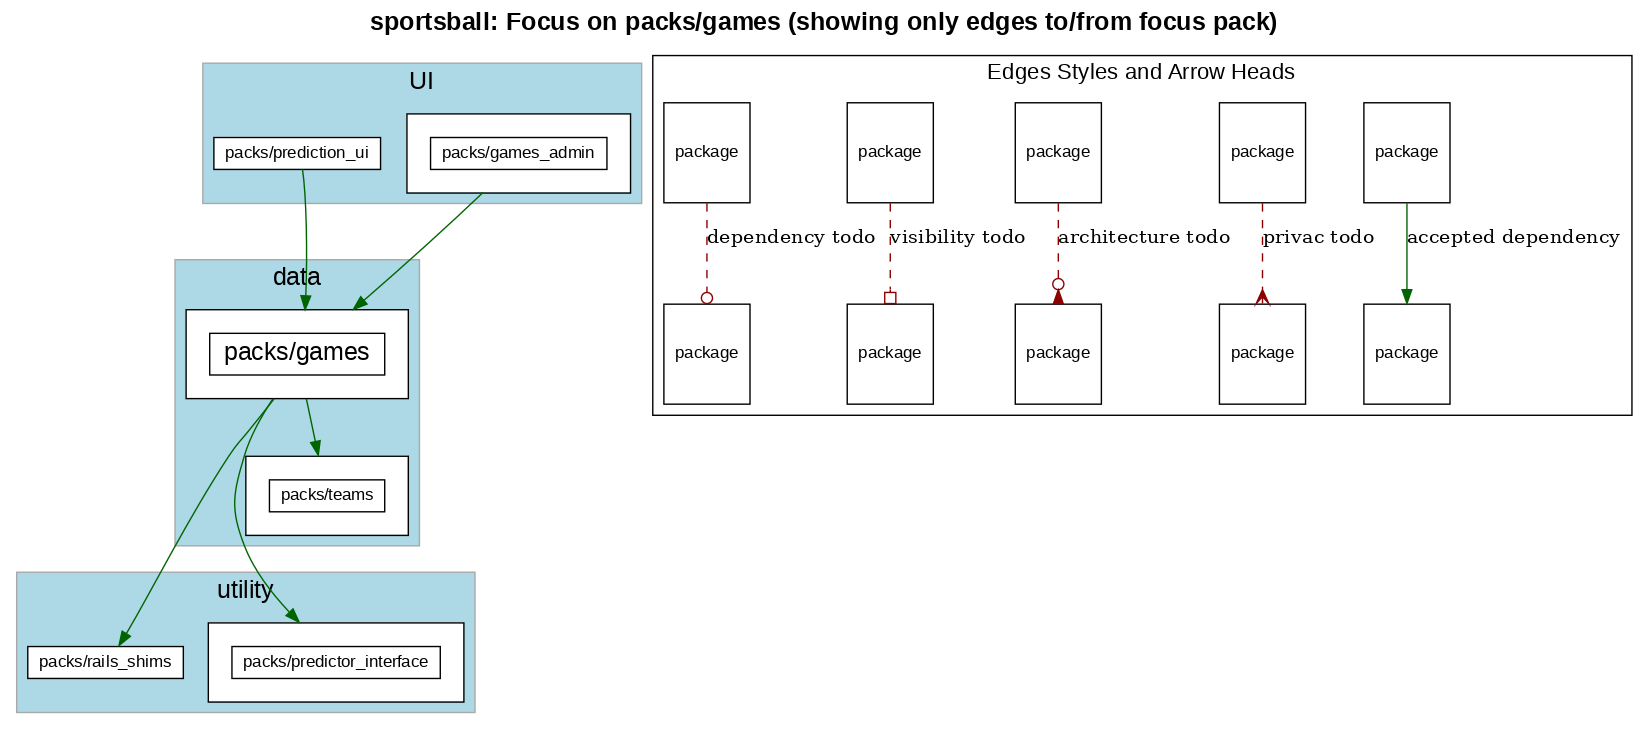 sportsball: Focus on packs/games (showing only edges to/from focus pack)
UI
packs/prediction_ui
packs/games_admin
data
packs/games
packs/teams
utility
packs/rails_shims
packs/predictor_interface
Edges Styles and Arrow Heads
package
package
package
package
package
dependency todo
visibility todo
architecture todo
privac todo
accepted dependency
package
package
package
package
package